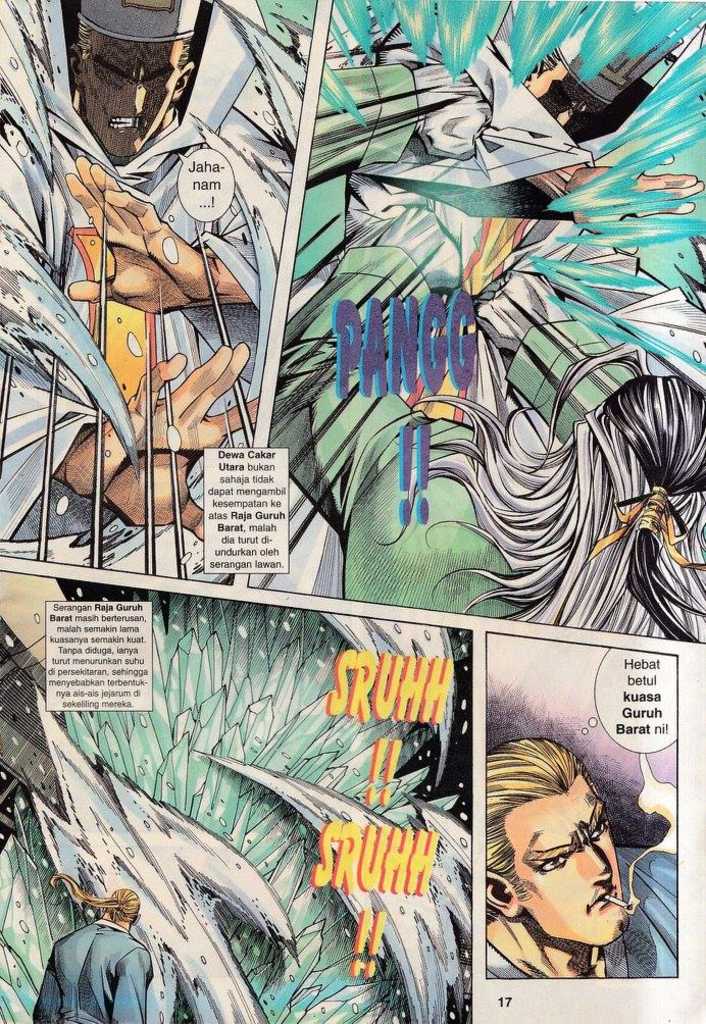 Jaha-
nam
...!
PANGG
!!
Dewa Cakar
Utara bukan
sahaja tidak
dapat mengambil
kesempatan ke
atas Raja Guruh
Barat, malah
dia turut di-
undurkan oleh
serangan lawan.
Serangan Raja Guruh
Barat masih berterusan,
malah semakin lama
kuasanya semakin kuat.
Tanpa diduga, ianya
turut menurunkan suhu
di persekitaran, sehingga
menyebabkan terbentuk-
nya ais-ais jejarum di
sekeliling mereka.
SRUHH
!!
SRUHH
!!
Hebat
betul
kuasa
Guruh
Barat ni!
17